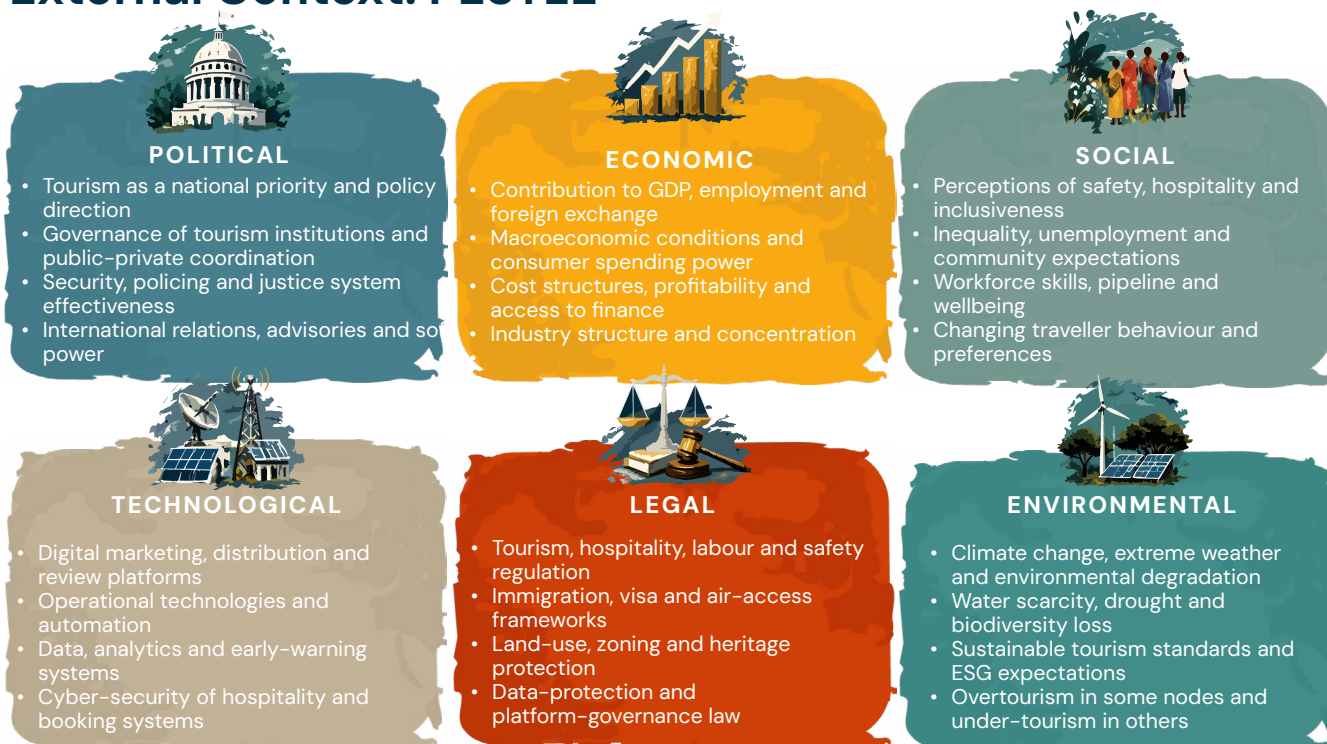 POLITICAL
• Tourism as a national priority and policy
direction
• Governance of tourism institutions and
public-private coordination
• Security, policing and justice system
effectiveness
• International relations, advisories and
power
ECONOMIC
• Contribution to GDP, employment and
foreign exchange
• Macroeconomic conditions and
consumer spending power
• Cost structures, profitability and
access to finance
• Industry structure and concentration
•
SOCIAL
• Perceptions of safety, hospitality and
inclusiveness
• Inequality, unemployment and
community expectations
• Workforce skills, pipeline and
wellbeing
• Changing traveller behaviour and
preferences
TECHNOLOGICAL
• Digital marketing, distribution and
review platforms
• Operational technologies and
automation
• Data, analytics and early-warning
systems
• Cyber-security of hospitality and
booking systems
LEGAL
• Tourism, hospitality, labour and safety
regulation
• Immigration, visa and air-access
frameworks
• Land-use, zoning and heritage
protection
• Data-protection and
platform-governance law
ENVIRONMENTAL
• Climate change, extreme weather
and environmental degradation
• Water scarcity, drought and
biodiversity loss
• Sustainable tourism standards and
ESG expectations
• Overtourism in some nodes and
under-tourism in others